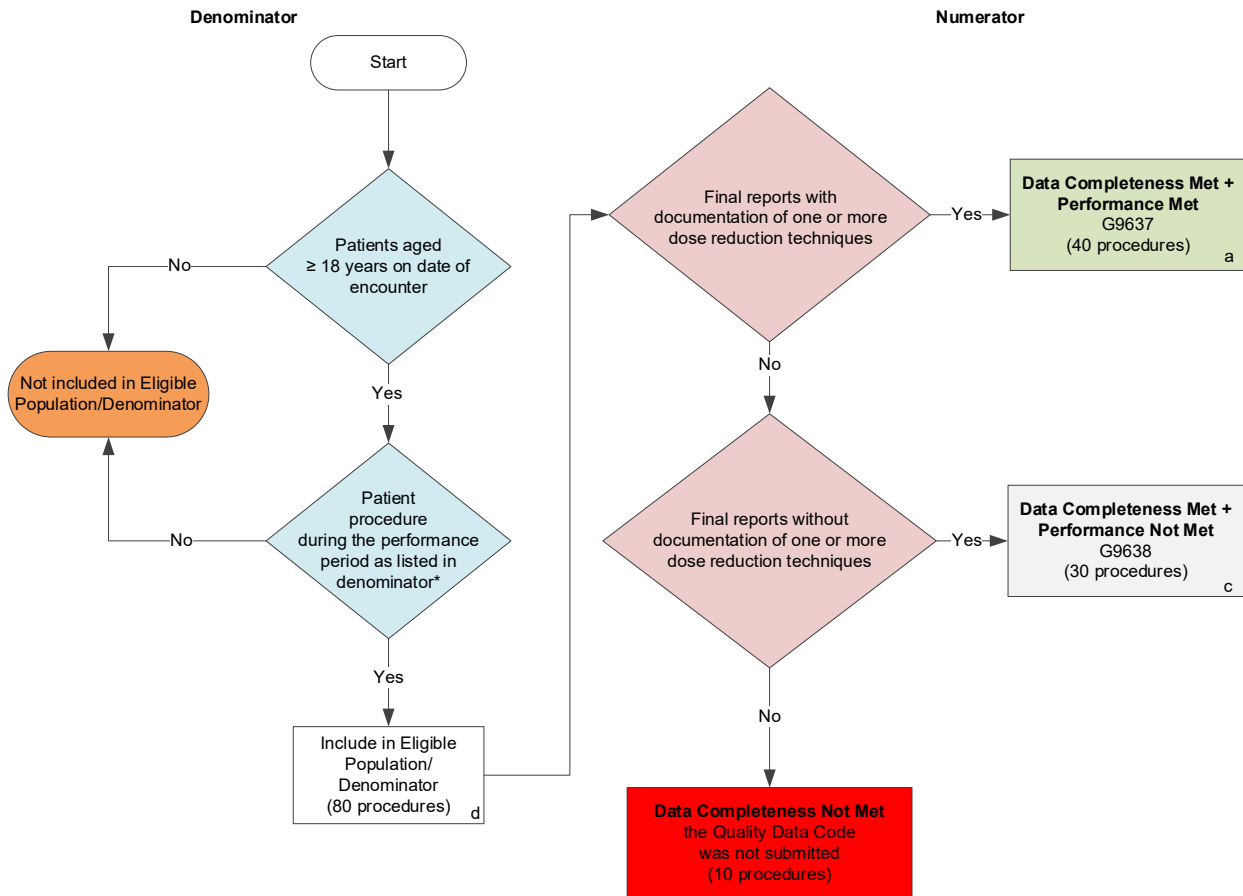 Denominator
Numerator
Start
Patients aged
≥ 18 years on date of
encounter
No
Not included in Eligible
Population/Denominator
Yes
Patient
procedure
during the performance
period as listed in
denominator*
No
Yes
Include in Eligible
Population/
Denominator
(80 procedures)
d
Final reports with
documentation of one or more
dose reduction techniques
Yes
Data Completeness Met +
Performance Met
G9637
(40 procedures)
a
No
Final reports without
documentation of one or more
dose reduction techniques
Yes
Data Completeness Met +
Performance Not Met
G9638
(30 procedures)
c
No
Data Completeness Not Met
the Quality Data Code
was not submitted
(10 procedures)